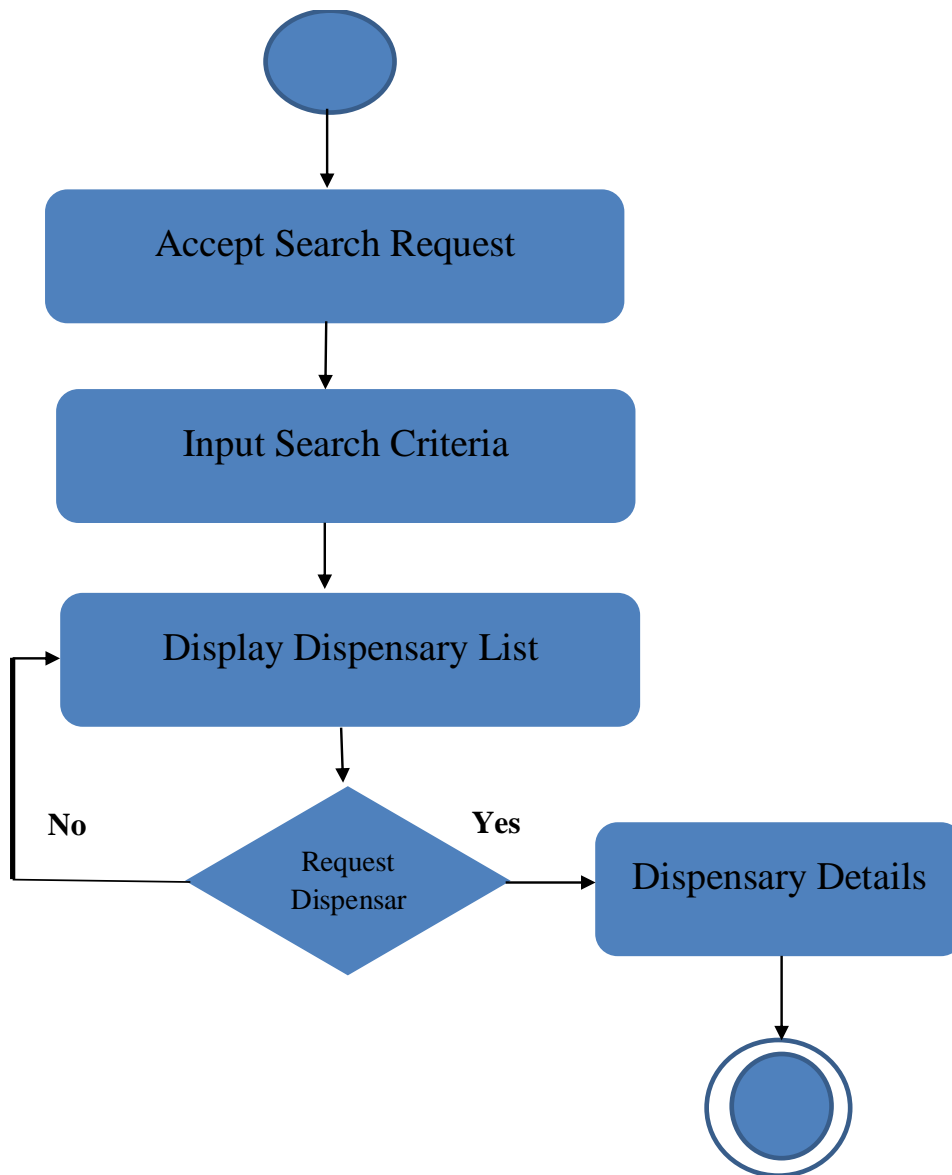 Accept Search Request
Input Search Criteria
Display Dispensary List
No
Yes
Request
Dispensar
Dispensary Details